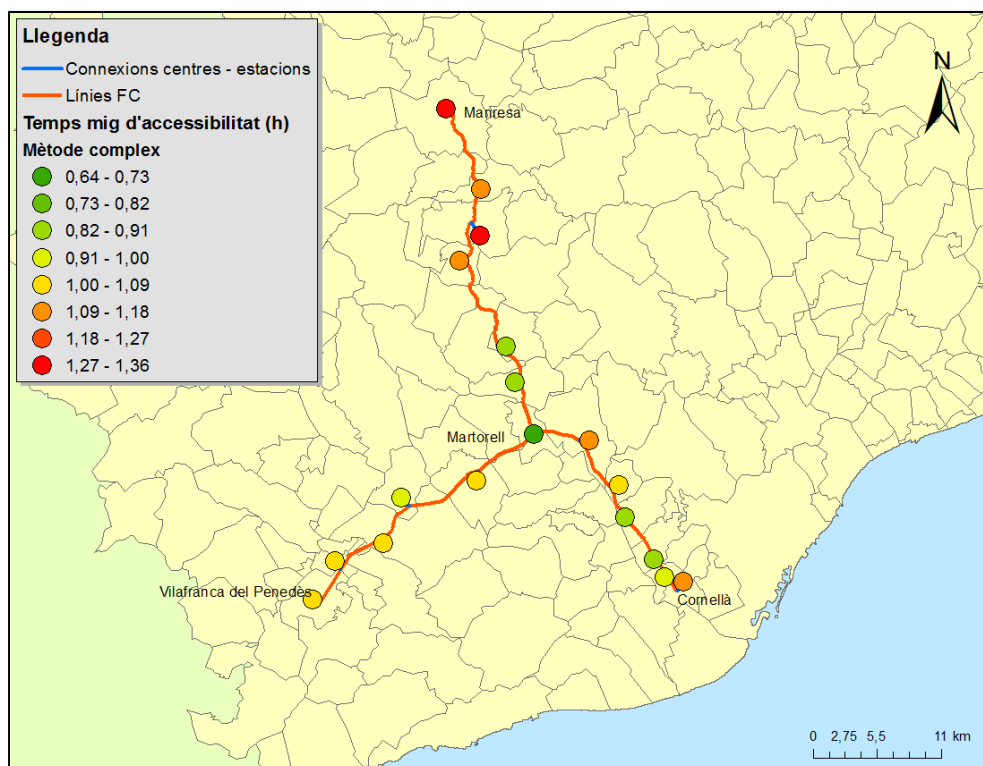 Llegenda
Connexions centres - estacions
Línies FC
Temps mig d'accessibilitat (h)
Mètode complex
0,64 - 0,73
0,73 - 0,82
0,82 - 0,91
0,91 - 1,00
1,00 - 1,09
1,09 - 1,18
1,18 - 1,27
1,27 - 1,36
N
Manresa
Martorell
Vilafranca del Penedès
Cornellà
0 2,75 5,5 11 km